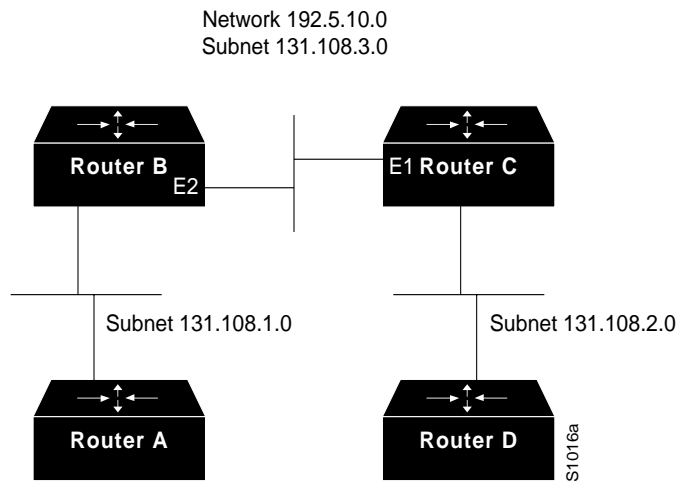 Network 192.5.10.0
Subnet 131.108.3.0
Router B
E2
E1 Router C
Subnet 131.108.1.0
Subnet 131.108.2.0
Router A
Router D
S1016a